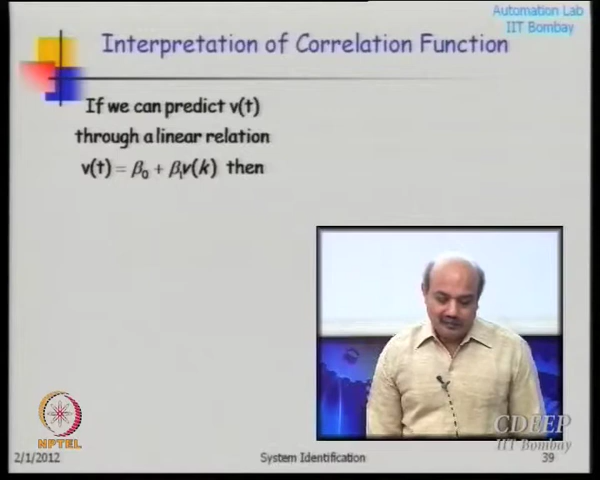 Automation Lab
IIT Bombay
Interpretation of Correlation Function
If we can predict v(t)
through a linear relation
v(t) = β₀ + β₁v(k) then
CDEEP
IIT Bombay
NPTEL
2/1/2012 System Identification 39